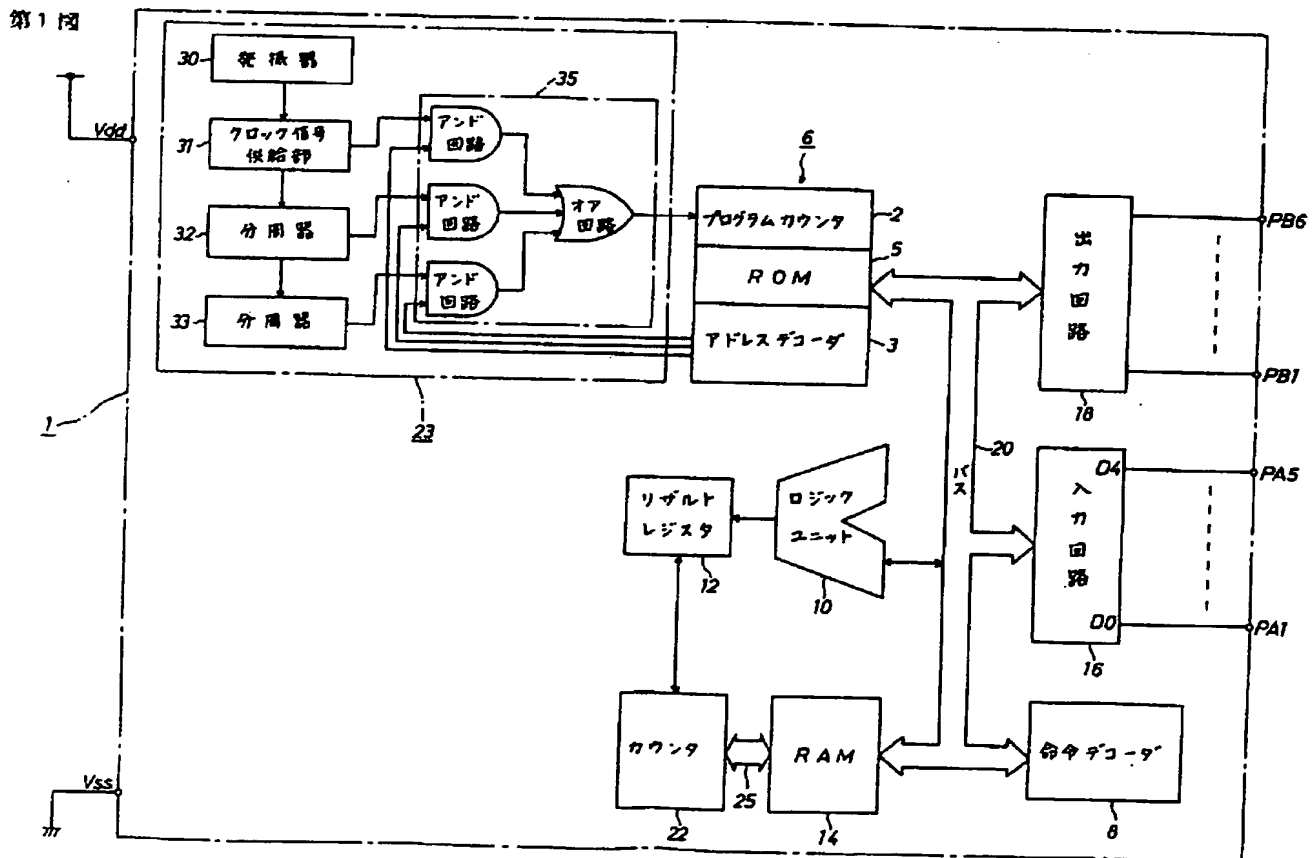 第1図
30
発振器
35
Vdd
31
クロック信号
供給部
アンド
回路
6
アンド
回路
オア
回路
プログラムカウンタ
2
32
分周器
5
ROM
アンド
回路
33
分周器
アドレスデコーダ
3
出力回路
PB6
PB1
18
1
23
20
バス
リザルト
レジスタ
12
ロジック
ユニット
10
D4
入力回路
D0
PA5
PA1
16
カウンタ
22
25
RAM
14
命令デコーダ
8
Vss